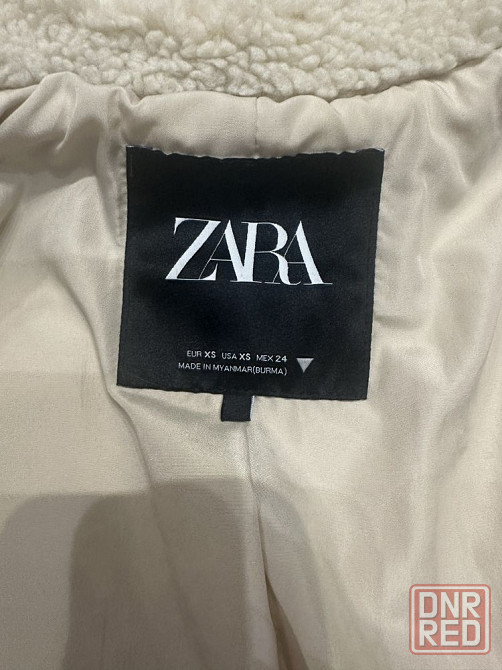 ZARA
EUR XS USA XS MEX 24
MADE IN MYANMAR(BURMA)
DNR
RED